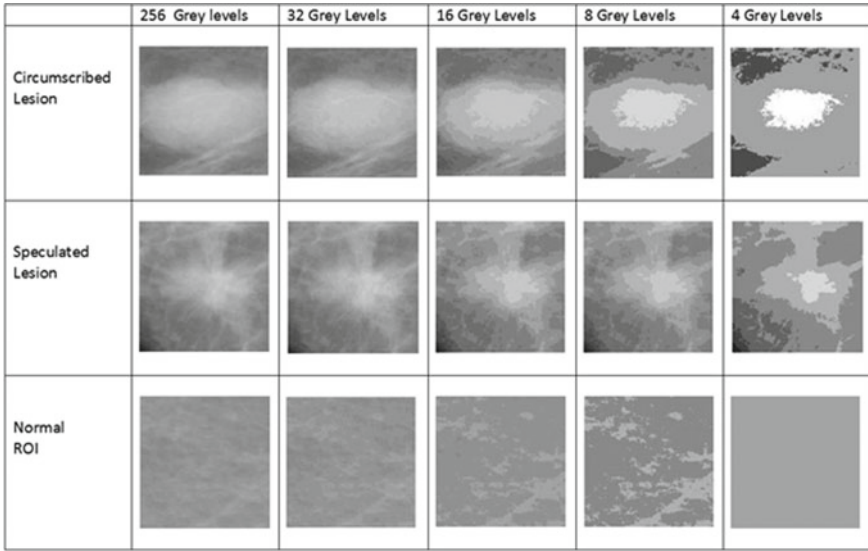 256 Grey levels
32 Grey Levels
16 Grey Levels
8 Grey Levels
4 Grey Levels
Circumscribed
Lesion
Speculated
Lesion
Normal
ROI